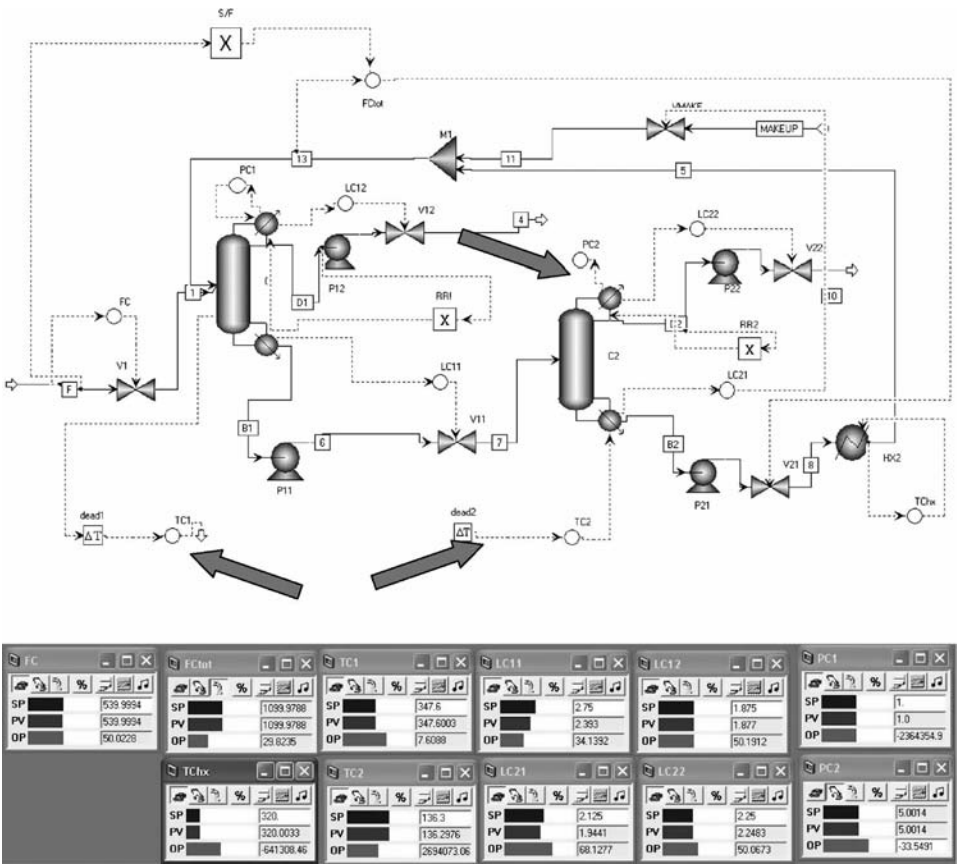 S/F
X
FCtot
VMAKE
MAKEUP
M1
13
11
5
PC1
LC12
V12
4
LC22
V22
PC2
P22
10
1
D1
P12
RR1
X
FC
V1
F
RR2
X
C2
LC11
LC21
V11
B1
6
7
P11
B2
V21
8
HX2
P21
TChx
dead1
ΔT
TC1
dead2
ΔT
TC2
FC
SP 539.9994
PV 539.9994
OP 50.0228
FCtot
%
SP 1099.9788
PV 1099.9788
OP 29.8235
TC1
%
SP 347.6
PV 347.6003
OP 7.6088
LC11
%
SP 2.75
PV 2.393
OP 34.1392
LC12
%
SP 1.875
PV 1.877
OP 50.1912
PC1
%
SP 1.
PV 1.0
OP -2364354.9
TChx
%
SP 320.
PV 320.0033
OP -641308.46
TC2
%
SP 136.3
PV 136.2976
OP 2694073.06
LC21
%
SP 2.125
PV 1.9441
OP 68.1277
LC22
%
SP 2.25
PV 2.2483
OP 50.0673
PC2
%
SP 5.0014
PV 5.0014
OP -33.5491